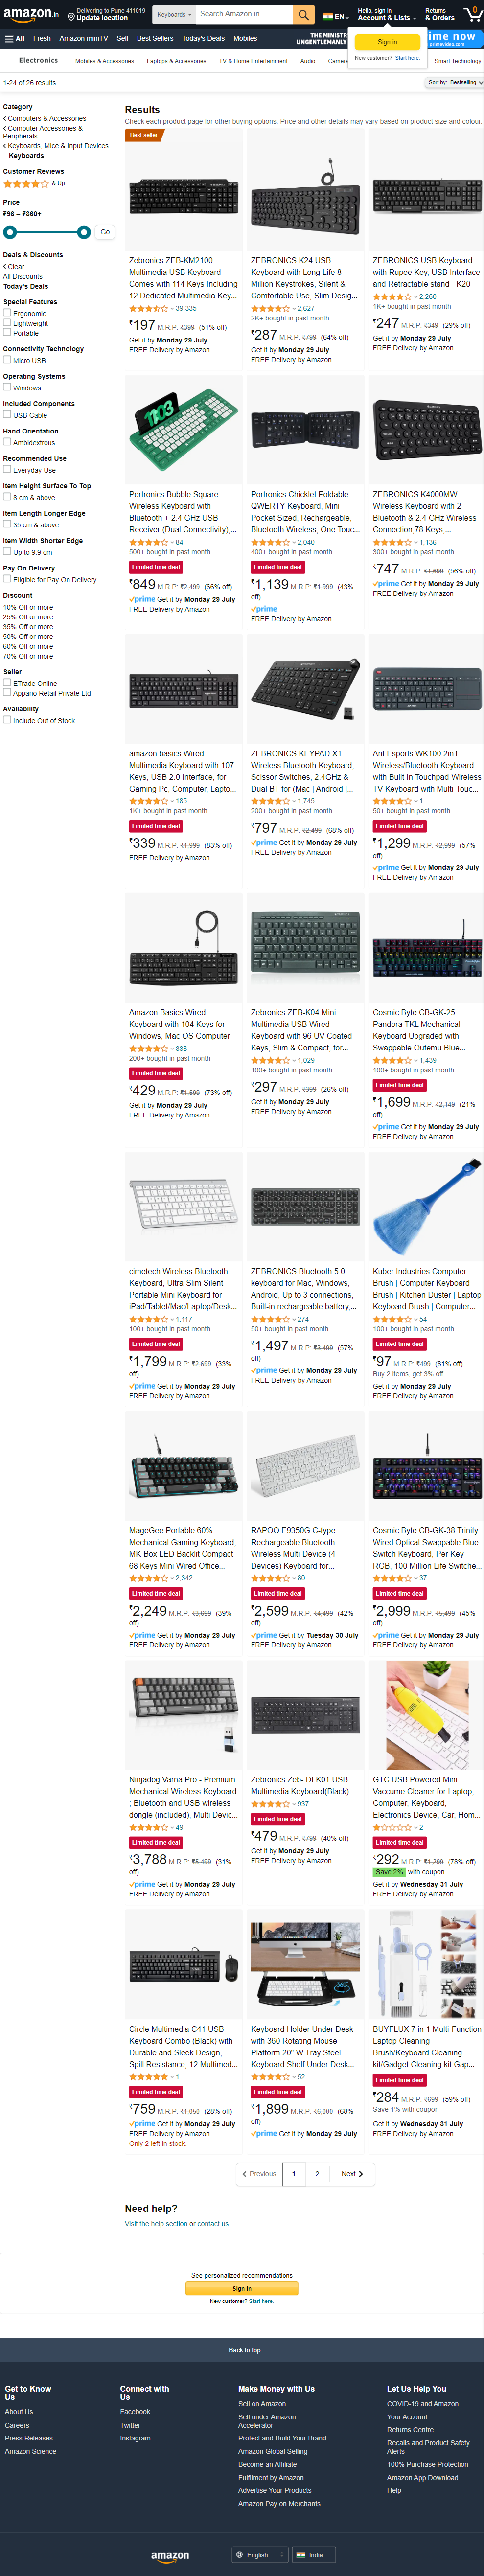 amazon.in
Delivering to Pune 411019
Update location
Keyboards
Search Amazon.in
EN
Hello, sign in
Account & Lists
Returns
& Orders
0
All
Fresh
Amazon miniTV
Sell
Best Sellers
Today's Deals
Mobiles
Sign in
New customer? Start here.
Electronics
Mobiles & Accessories
Laptops & Accessories
TV & Home Entertainment
Audio
Smart Technology
1-24 of 26 results
Sort by: Bestselling
Category
Computers & Accessories
Computer Accessories &
Peripherals
Keyboards, Mice & Input Devices
Keyboards
Customer Reviews
& Up
Price
₹96 – ₹360+
Go
Deals & Discounts
Clear
All Discounts
Today's Deals
Special Features
Ergonomic
Lightweight
Portable
Connectivity Technology
Micro USB
Operating Systems
Windows
Included Components
USB Cable
Hand Orientation
Ambidextrous
Recommended Use
Everyday Use
Item Height Surface To Top
8 cm & above
Item Length Longer Edge
35 cm & above
Item Width Shorter Edge
Up to 9.9 cm
Pay On Delivery
Eligible for Pay On Delivery
Discount
10% Off or more
25% Off or more
35% Off or more
50% Off or more
60% Off or more
70% Off or more
Seller
ETrade Online
Appario Retail Private Ltd
Availability
Include Out of Stock
Results
Check each product page for other buying options. Price and other details may vary based on product size and colour.
Best seller
Zebronics ZEB-KM2100
Multimedia USB Keyboard
Comes with 114 Keys Including
12 Dedicated Multimedia Key...
39,335
₹197 M.R.P: ₹399 (51% off)
Get it by Monday 29 July
FREE Delivery by Amazon
ZEBRONICS K24 USB
Keyboard with Long Life 8
Million Keystrokes, Silent &
Comfortable Use, Slim Desig...
2,627
2K+ bought in past month
₹287 M.R.P: ₹799 (64% off)
Get it by Monday 29 July
FREE Delivery by Amazon
ZEBRONICS USB Keyboard
with Rupee Key, USB Interface
and Retractable stand - K20
2,260
1K+ bought in past month
₹247 M.R.P: ₹349 (29% off)
Get it by Monday 29 July
FREE Delivery by Amazon
Portronics Bubble Square
Wireless Keyboard with
Bluetooth + 2.4 GHz USB
Receiver (Dual Connectivity),...
84
500+ bought in past month
Limited time deal
₹849 M.R.P: ₹2,499 (66% off)
prime Get it by Monday 29 July
FREE Delivery by Amazon
Portronics Chicklet Foldable
QWERTY Keyboard, Mini
Pocket Sized, Rechargeable,
Bluetooth Wireless, One Touc...
2,040
400+ bought in past month
Limited time deal
₹1,139 M.R.P: ₹1,999 (43%
off)
prime
FREE Delivery by Amazon
ZEBRONICS K4000MW
Wireless Keyboard with 2
Bluetooth & 2.4 GHz Wireless
Connection,78 Keys,...
1,136
300+ bought in past month
₹747 M.R.P: ₹1,699 (56% off)
prime Get it by Monday 29 July
FREE Delivery by Amazon
amazon basics Wired
Multimedia Keyboard with 107
Keys, USB 2.0 Interface, for
Gaming Pc, Computer, Lapto...
185
1K+ bought in past month
Limited time deal
₹339 M.R.P: ₹1,999 (83% off)
FREE Delivery by Amazon
ZEBRONICS KEYPAD X1
Wireless Bluetooth Keyboard,
Scissor Switches, 2.4GHz &
Dual BT for (Mac | Android |...
1,745
200+ bought in past month
₹797 M.R.P: ₹2,499 (68% off)
prime Get it by Monday 29 July
FREE Delivery by Amazon
Ant Esports WK100 2in1
Wireless/Bluetooth Keyboard
with Built In Touchpad-Wireless
TV Keyboard with Multi-Touc...
1
50+ bought in past month
Limited time deal
₹1,299 M.R.P: ₹2,999 (57%
off)
prime Get it by Monday 29 July
FREE Delivery by Amazon
Amazon Basics Wired
Keyboard with 104 Keys for
Windows, Mac OS Computer
338
200+ bought in past month
Limited time deal
₹429 M.R.P: ₹1,599 (73% off)
Get it by Monday 29 July
FREE Delivery by Amazon
Zebronics ZEB-K04 Mini
Multimedia USB Wired
Keyboard with 96 UV Coated
Keys, Slim & Compact, for...
1,029
100+ bought in past month
₹297 M.R.P: ₹399 (26% off)
Get it by Monday 29 July
FREE Delivery by Amazon
Cosmic Byte CB-GK-25
Pandora TKL Mechanical
Keyboard Upgraded with
Swappable Outemu Blue...
1,439
100+ bought in past month
Limited time deal
₹1,699 M.R.P: ₹2,149 (21%
off)
prime Get it by Monday 29 July
FREE Delivery by Amazon
cimetech Wireless Bluetooth
Keyboard, Ultra-Slim Silent
Portable Mini Keyboard for
iPad/Tablet/Mac/Laptop/Desk...
1,117
100+ bought in past month
Limited time deal
₹1,799 M.R.P: ₹2,699 (33%
off)
prime Get it by Monday 29 July
FREE Delivery by Amazon
ZEBRONICS Bluetooth 5.0
keyboard for Mac, Windows,
Android, Up to 3 connections,
Built-in rechargeable battery,...
274
50+ bought in past month
₹1,497 M.R.P: ₹3,499 (57%
off)
prime Get it by Monday 29 July
FREE Delivery by Amazon
Kuber Industries Computer
Brush | Computer Keyboard
Brush | Kitchen Duster | Laptop
Keyboard Brush | Computer...
54
100+ bought in past month
Limited time deal
₹97 M.R.P: ₹499 (81% off)
Buy 2 items, get 3% off
Get it by Monday 29 July
FREE Delivery by Amazon
MageGee Portable 60%
Mechanical Gaming Keyboard,
MK-Box LED Backlit Compact
68 Keys Mini Wired Office...
2,342
Limited time deal
₹2,249 M.R.P: ₹3,699 (39%
off)
prime Get it by Monday 29 July
FREE Delivery by Amazon
RAPOO E9350G C-type
Rechargeable Bluetooth
Wireless Multi-Device (4
Devices) Keyboard for...
80
Limited time deal
₹2,599 M.R.P: ₹4,499 (42%
off)
prime Get it by Tuesday 30 July
FREE Delivery by Amazon
Cosmic Byte CB-GK-38 Trinity
Wired Optical Swappable Blue
Switch Keyboard, Per Key
RGB, 100 Million Life Switche...
37
Limited time deal
₹2,999 M.R.P: ₹5,499 (45%
off)
prime Get it by Monday 29 July
FREE Delivery by Amazon
Ninjadog Varna Pro - Premium
Mechanical Wireless Keyboard
; Bluetooth and USB wireless
dongle (included), Multi Devic...
49
Limited time deal
₹3,788 M.R.P: ₹5,499 (31%
off)
prime Get it by Monday 29 July
FREE Delivery by Amazon
Zebronics Zeb- DLK01 USB
Multimedia Keyboard(Black)
937
Limited time deal
₹479 M.R.P: ₹799 (40% off)
Get it by Monday 29 July
FREE Delivery by Amazon
GTC USB Powered Mini
Vaccume Cleaner for Laptop,
Computer, Keyboard,
Electronics Device, Car, Hom...
2
Limited time deal
₹292 M.R.P: ₹1,299 (78% off)
Save 2% with coupon
Get it by Wednesday 31 July
FREE Delivery by Amazon
Circle Multimedia C41 USB
Keyboard Combo (Black) with
Durable and Sleek Design,
Spill Resistance, 12 Multimed...
1
Limited time deal
₹759 M.R.P: ₹1,050 (28% off)
prime Get it by Monday 29 July
FREE Delivery by Amazon
Only 2 left in stock.
Keyboard Holder Under Desk
with 360 Rotating Mouse
Platform 20" W Tray Steel
Keyboard Shelf Under Desk...
52
Limited time deal
₹1,899 M.R.P: ₹6,000 (68%
off)
prime Get it by Monday 29 July
BUYFLUX 7 in 1 Multi-Function
Laptop Cleaning
Brush/Keyboard Cleaning
kit/Gadget Cleaning kit Gap...
Limited time deal
₹284 M.R.P: ₹699 (59% off)
Save 1% with coupon
Get it by Wednesday 31 July
FREE Delivery by Amazon
Previous
1
2
Next
Need help?
Visit the help section or contact us
See personalized recommendations
Sign in
New customer? Start here.
Back to top
Get to Know
Us
About Us
Careers
Press Releases
Amazon Science
Connect with
Us
Facebook
Twitter
Instagram
Make Money with Us
Sell on Amazon
Sell under Amazon
Accelerator
Protect and Build Your Brand
Amazon Global Selling
Become an Affiliate
Fulfilment by Amazon
Advertise Your Products
Amazon Pay on Merchants
Let Us Help You
COVID-19 and Amazon
Your Account
Returns Centre
Recalls and Product Safety
Alerts
100% Purchase Protection
Amazon App Download
Help
amazon
English
India